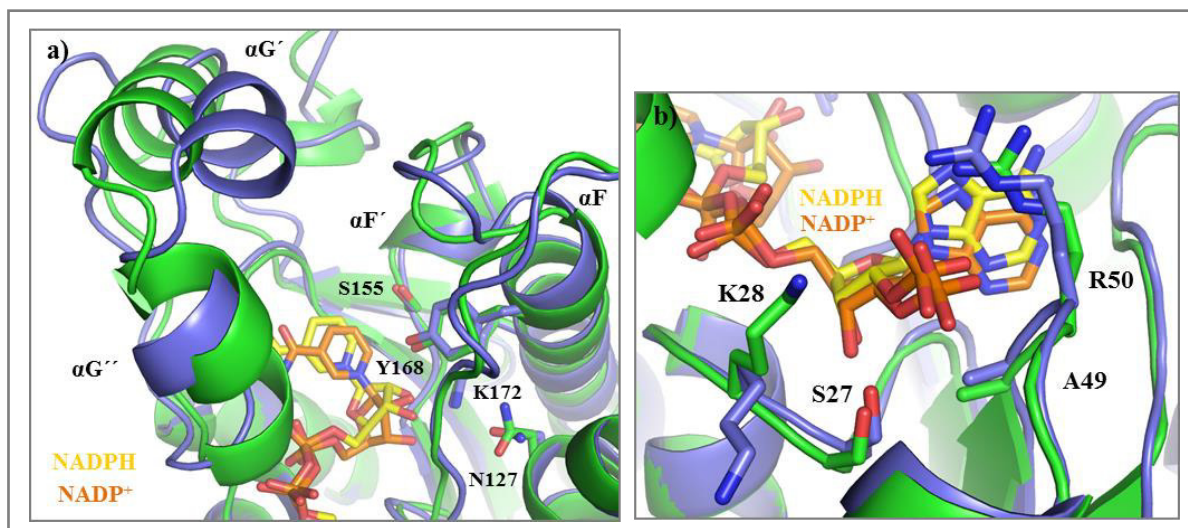 a)
αG´
αF
αF´
S155
αG´´
Y168
K172
N127
NADPH
NADP⁺
b)
NADPH
NADP⁺
K28
R50
S27
A49